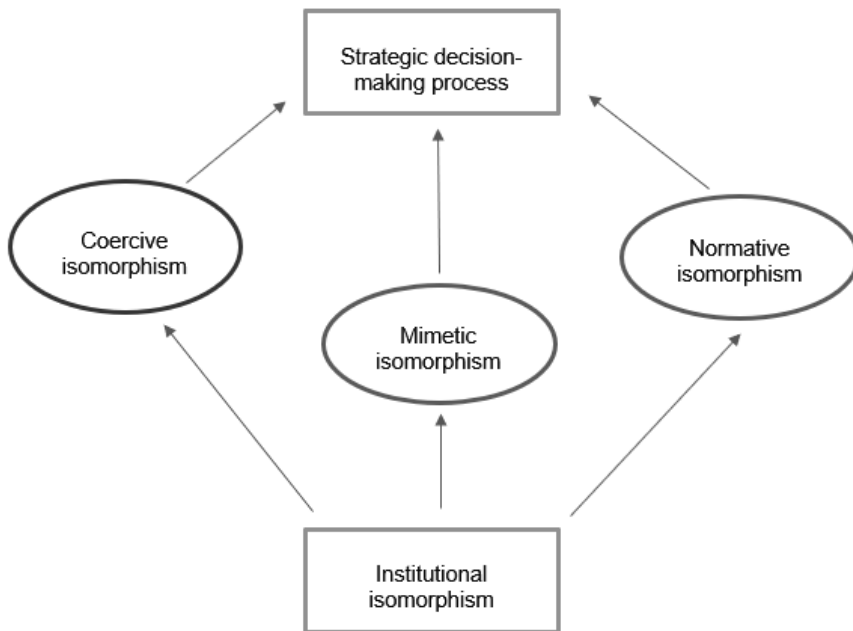 Strategic decision-
making process
Coercive
isomorphism
Normative
isomorphism
Mimetic
isomorphism
Institutional
isomorphism